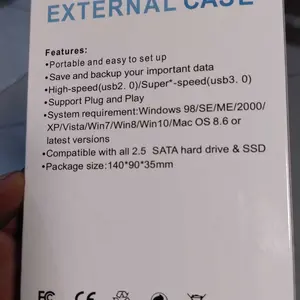 EXTERNAL CASE
Features:
•Portable and easy to set up
•Save and backup your important data
•High-speed(usb2. 0)/Super*-speed(usb3. 0)
•Support Plug and Play
•System requirement:Windows 98/SE/ME/2000/
XP/Vista/Win7/Win8/Win10/Mac OS 8.6 or
latest versions
•Compatible with all 2.5 SATA hard drive & SSD
•Package size:140*90*35mm
FC CE